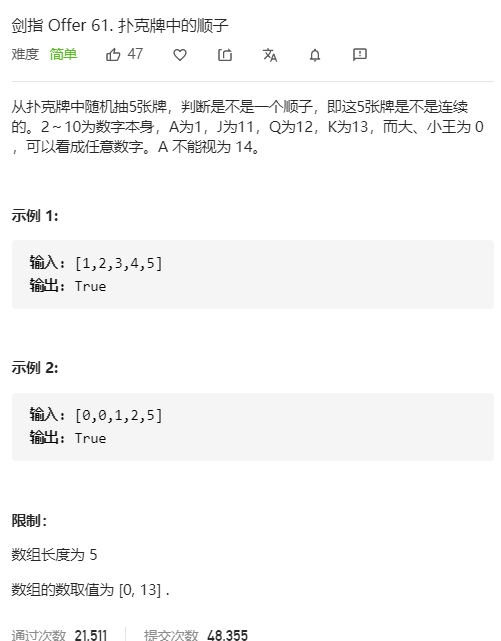 剑指 Offer 61. 扑克牌中的顺子
难度 简单 47
从扑克牌中随机抽5张牌，判断是不是一个顺子，即这5张牌是不是连续
的。2～10为数字本身，A为1，J为11，Q为12，K为13，而大、小王为 0
，可以看成任意数字。A 不能视为 14。
示例 1:
输入: [1,2,3,4,5]
输出: True
示例 2:
输入: [0,0,1,2,5]
输出: True
限制：
数组长度为 5
数组的数取值为 [0, 13] .
通过次数 21,511 提交次数 48,355